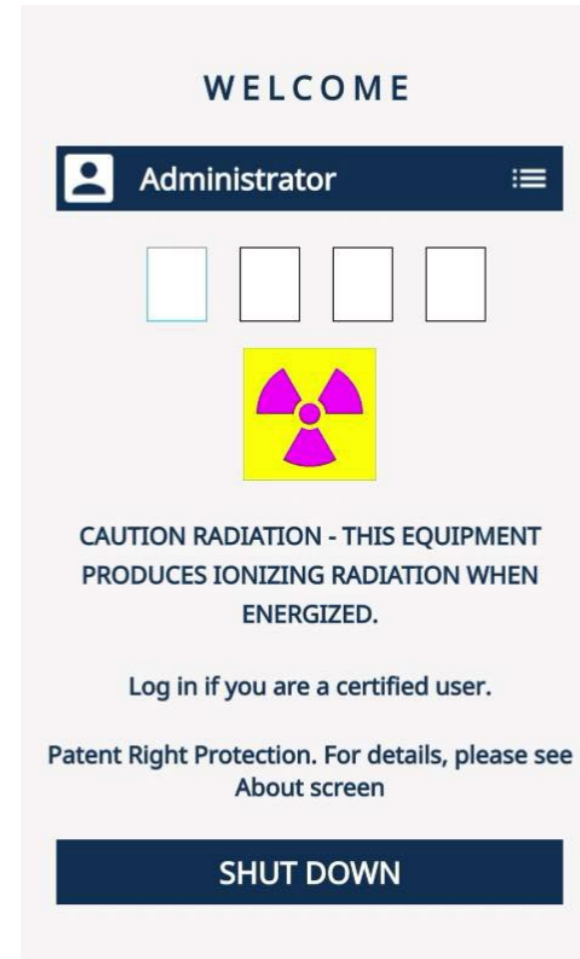 WELCOME
Administrator
CAUTION RADIATION - THIS EQUIPMENT
PRODUCES IONIZING RADIATION WHEN
ENERGIZED.
Log in if you are a certified user.
Patent Right Protection. For details, please see
About screen
SHUT DOWN